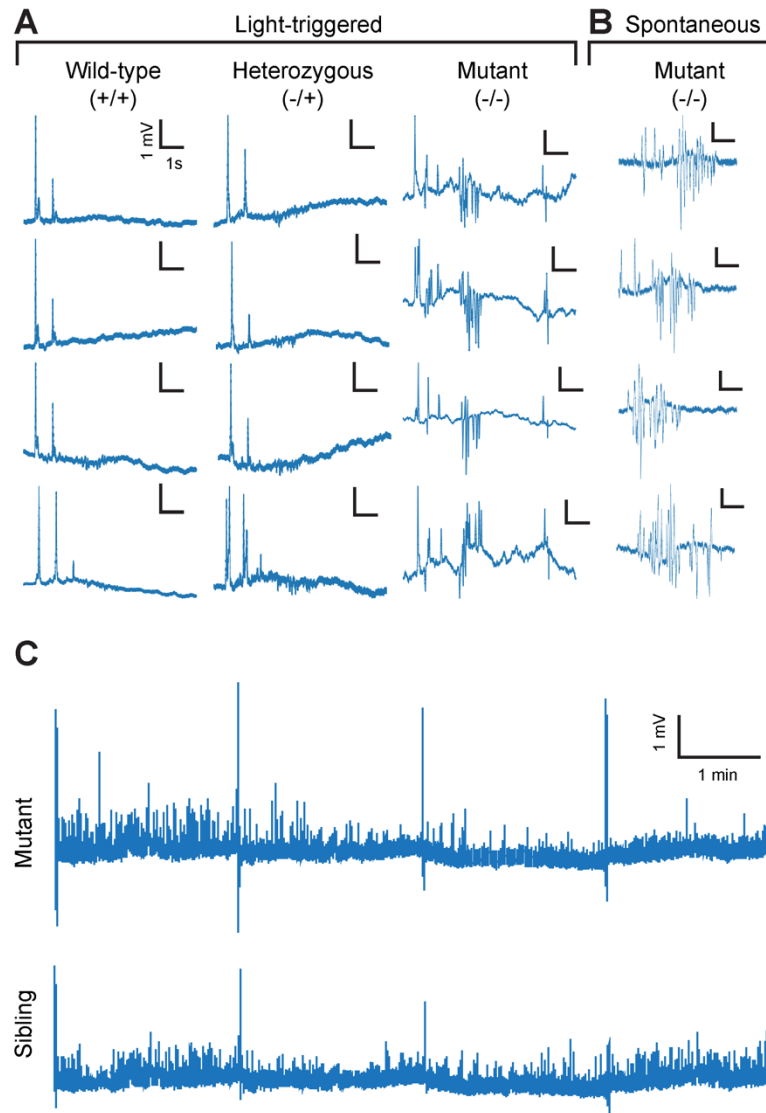 A
Light-triggered
B Spontaneous
Wild-type
(+/+)
Heterozygous
(-/+)
Mutant
(-/-)
Mutant
(-/-)
1 mV
1s
C
Mutant
1 mV
1 min
Sibling